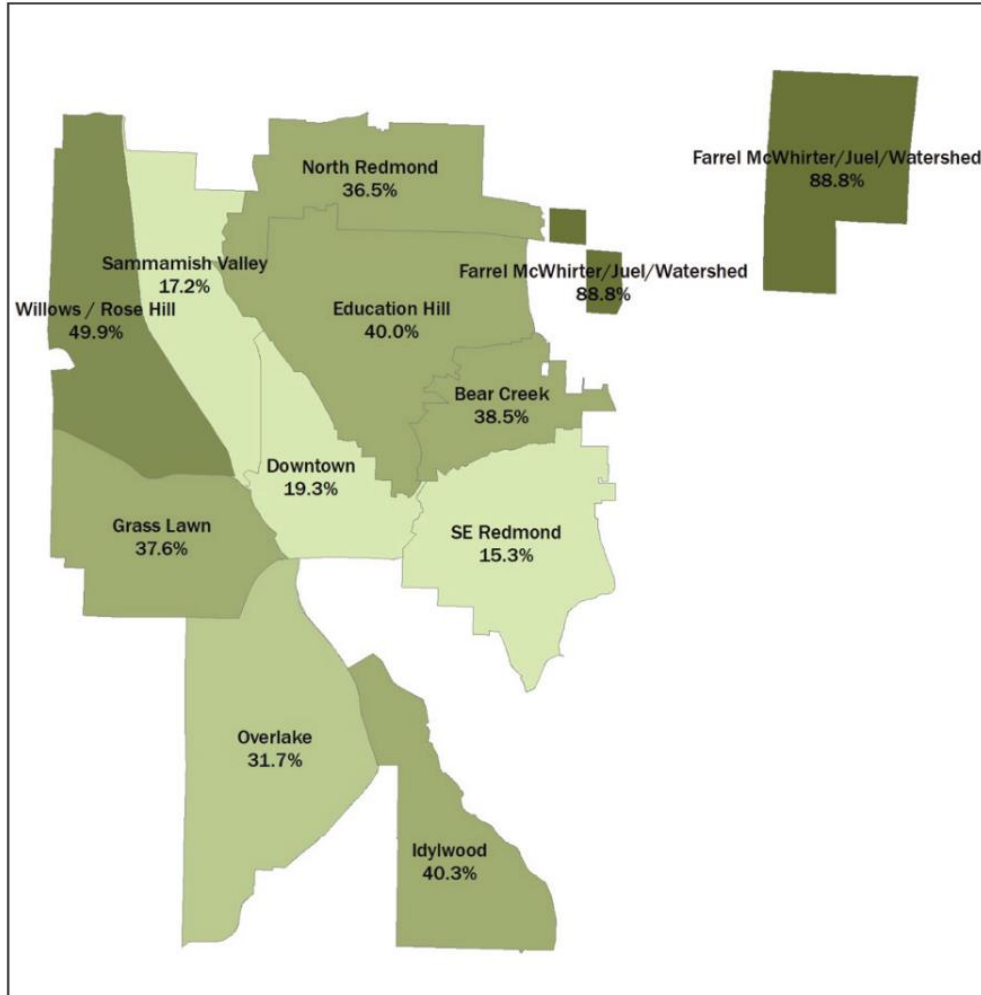 North Redmond
36.5%
Farrel McWhirter/Juel/Watershed
88.8%
Sammamish Valley
17.2%
Farrel McWhirter/Juel/Watershed
88.8%
Willows / Rose Hill
49.9%
Education Hill
40.0%
Bear Creek
38.5%
Downtown
19.3%
Grass Lawn
37.6%
SE Redmond
15.3%
Overlake
31.7%
Idylwood
40.3%